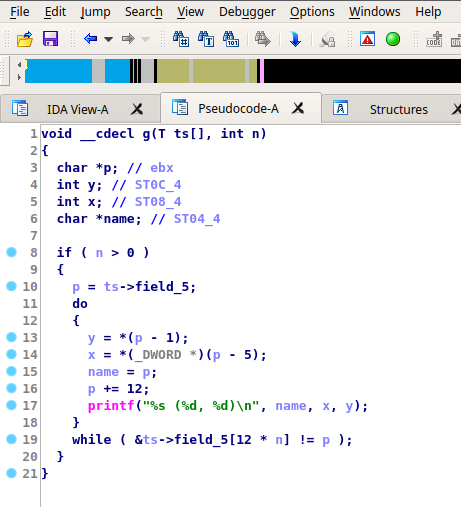 File Edit Jump Search View Debugger Options Windows Help
IDA View-A Pseudocode-A Structures
1 void __cdecl g(T ts[], int n)
2 {
3 char *p; // ebx
4 int y; // ST0C_4
5 int x; // ST08_4
6 char *name; // ST04_4
7
8 if ( n > 0 )
9 {
10 p = ts->field_5;
11 do
12 {
13 y = *(p - 1);
14 x = *(_DWORD *)(p - 5);
15 name = p;
16 p += 12;
17 printf("%s (%d, %d)\n", name, x, y);
18 }
19 while ( &ts->field_5[12 * n] != p );
20 }
21 }